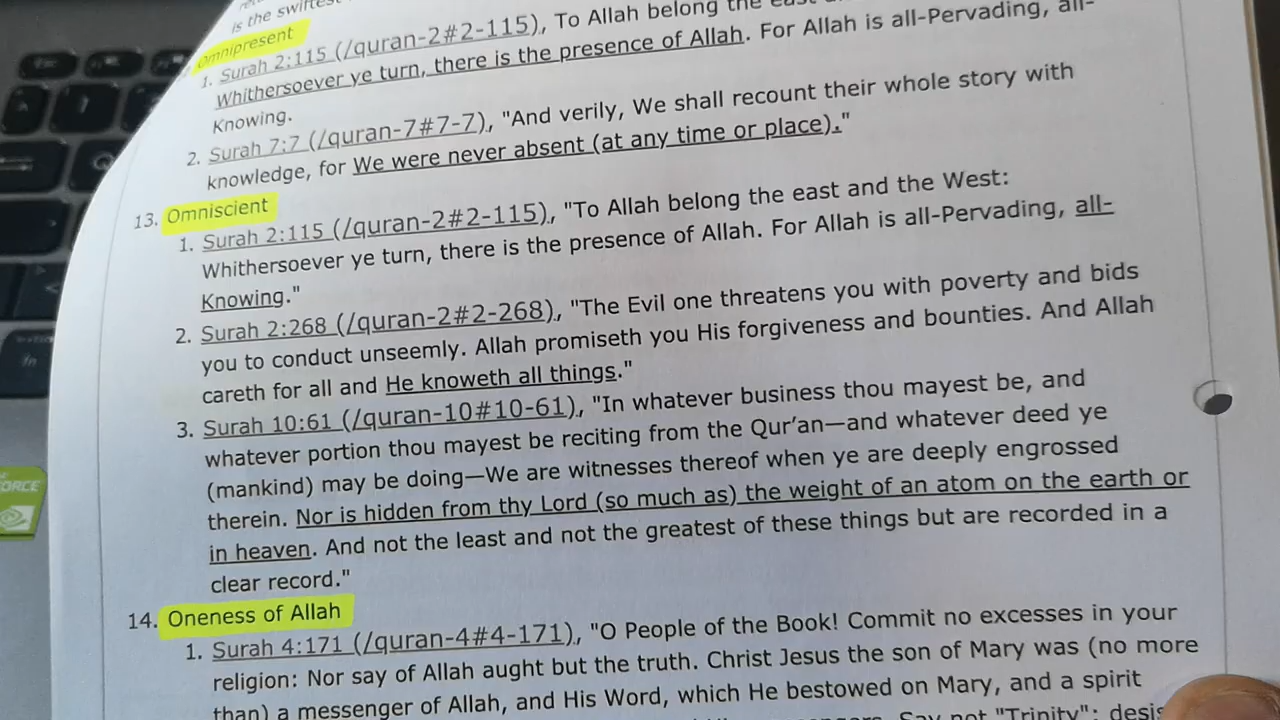 is the swiftest
Omnipresent
1. Surah 2:115 (/quran-2#2-115), To Allah belong the east
Whithersoever ye turn, there is the presence of Allah. For Allah is all-Pervading, all-
Knowing.
2. Surah 7:7 (/quran-7#7-7), "And verily, We shall recount their whole story with
knowledge, for We were never absent (at any time or place)."
13. Omniscient
1. Surah 2:115 (/quran-2#2-115), "To Allah belong the east and the West:
Whithersoever ye turn, there is the presence of Allah. For Allah is all-Pervading, all-
Knowing."
2. Surah 2:268 (/quran-2#2-268), "The Evil one threatens you with poverty and bids
you to conduct unseemly. Allah promiseth you His forgiveness and bounties. And Allah
careth for all and He knoweth all things."
3. Surah 10:61 (/quran-10#10-61), "In whatever business thou mayest be, and
whatever portion thou mayest be reciting from the Qur’an—and whatever deed ye
(mankind) may be doing—We are witnesses thereof when ye are deeply engrossed
therein. Nor is hidden from thy Lord (so much as) the weight of an atom on the earth or
in heaven. And not the least and not the greatest of these things but are recorded in a
clear record."
14. Oneness of Allah
1. Surah 4:171 (/quran-4#4-171), "O People of the Book! Commit no excesses in your
religion: Nor say of Allah aught but the truth. Christ Jesus the son of Mary was (no more
than) a messenger of Allah, and His Word, which He bestowed on Mary, and a spirit
Say not "Trinity":
ORCE
fn